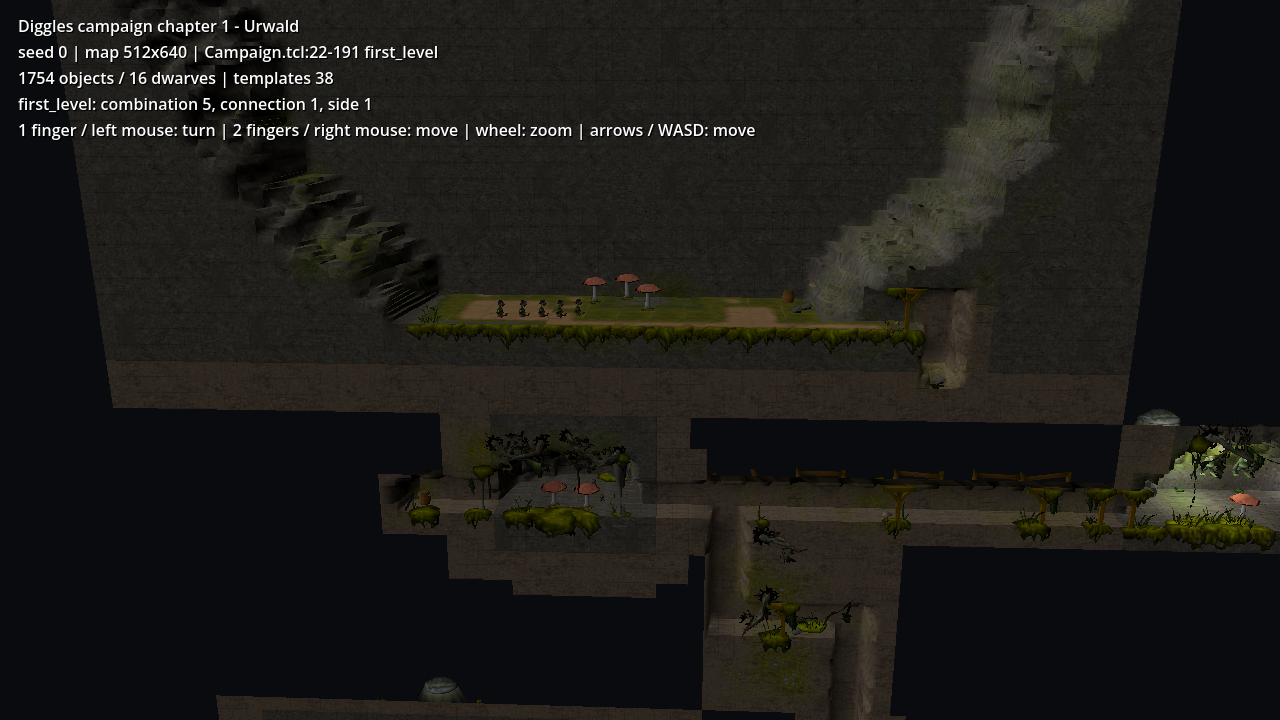 Diggles campaign chapter 1 - Urwald
seed 0 | map 512x640 | Campaign.tcl:22-191 first_level
1754 objects / 16 dwarves | templates 38
first_level: combination 5, connection 1, side 1
1 finger / left mouse: turn | 2 fingers / right mouse: move | wheel: zoom | arrows / WASD: move